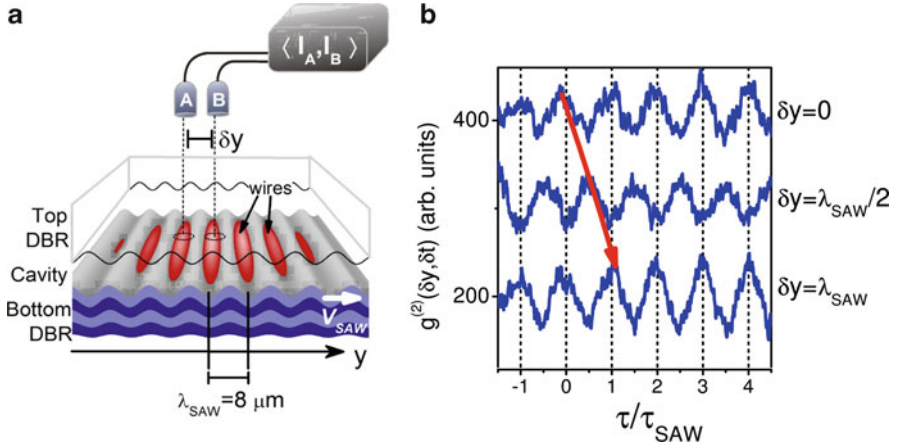 a
⟨ I_A, I_B ⟩
A
B
δy
wires
Top
DBR
Cavity
Bottom
DBR
V_SAW
y
λ_SAW=8 μm
b
g^(2)(δy,δt) (arb. units)
400
200
δy=0
δy=λ_SAW/2
δy=λ_SAW
-1 0 1 2 3 4
τ/τ_SAW